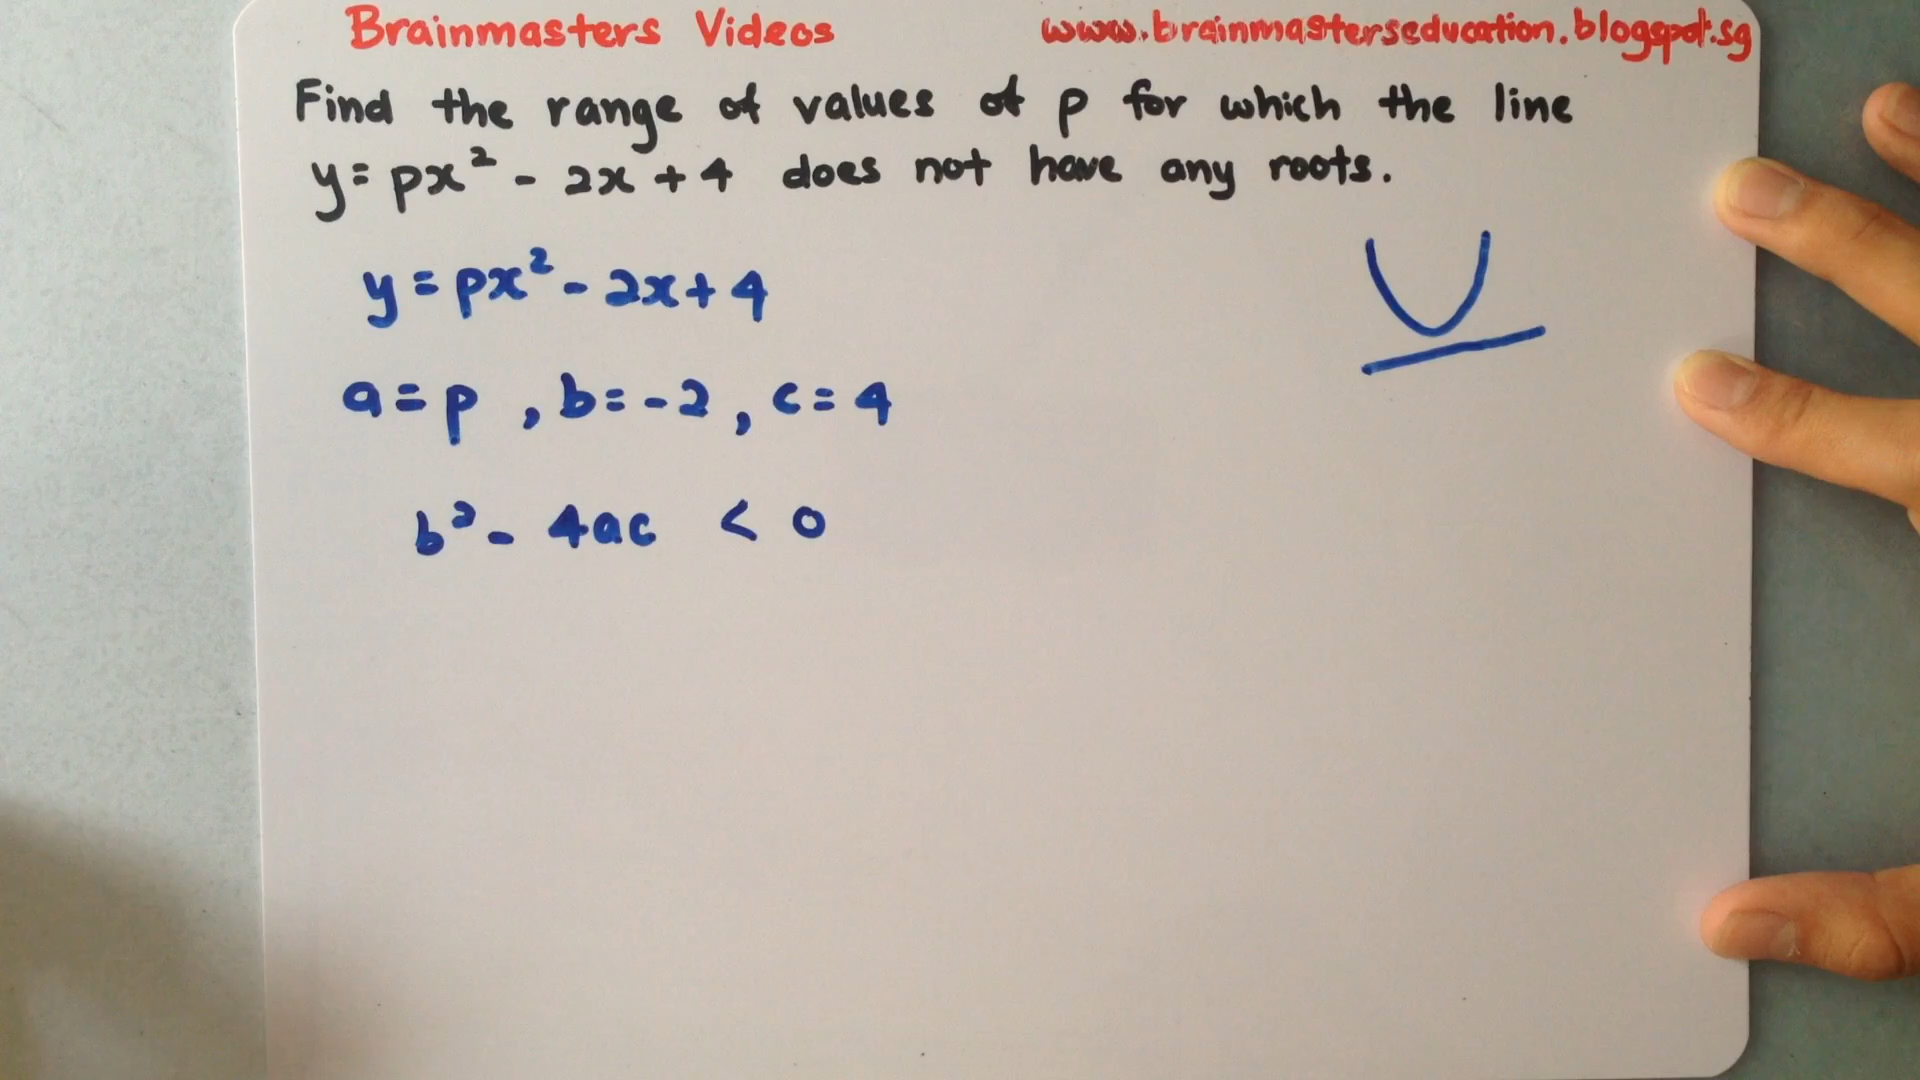 Brainmasters Videos www.brainmasterseducation.blogspot.sg
Find the range of values of p for which the line
y = px² - 2x + 4 does not have any roots.
y = px² - 2x + 4
a = p , b = -2 , c = 4
b² - 4ac < 0